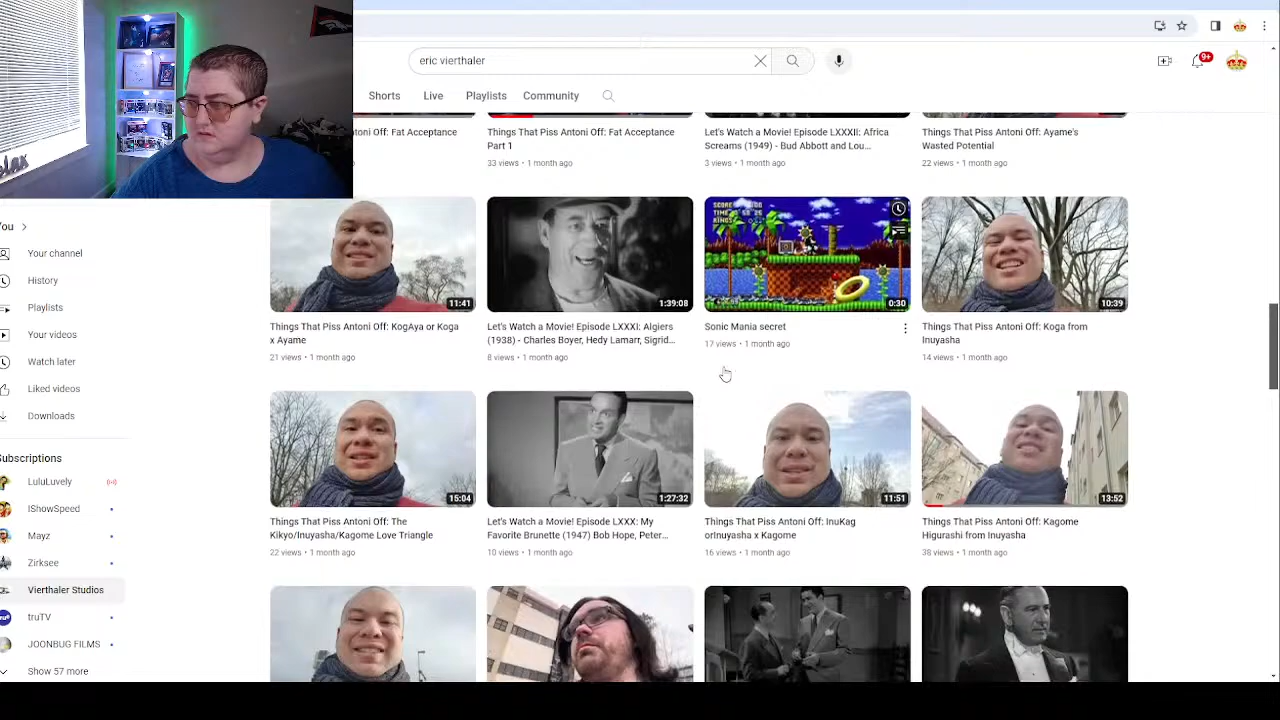 eric vierthaler
9+
Shorts
Live
Playlists
Community
Antoni Off: Fat Acceptance
Things That Piss Antoni Off: Fat Acceptance
Part 1
33 views • 1 month ago
Let's Watch a Movie! Episode LXXXII: Africa
Screams (1949) - Bud Abbott and Lou...
3 views • 1 month ago
Things That Piss Antoni Off: Ayame's
Wasted Potential
22 views • 1 month ago
You
Your channel
History
Playlists
Your videos
Watch later
Liked videos
Downloads
Subscriptions
LuluLuvely
IShowSpeed
Mayz
Zirksee
Vierthaler Studios
truTV
JOONBUG FILMS
Show 57 more
11:41
Things That Piss Antoni Off: KogAya or Koga
x Ayame
21 views • 1 month ago
1:39:08
Let's Watch a Movie! Episode LXXXI: Algiers
(1938) - Charles Boyer, Hedy Lamarr, Sigrid...
8 views • 1 month ago
SCORE
TIME
RINGS
0:30
Sonic Mania secret
17 views • 1 month ago
10:39
Things That Piss Antoni Off: Koga from
Inuyasha
14 views • 1 month ago
15:04
Things That Piss Antoni Off: The
Kikyo/Inuyasha/Kagome Love Triangle
22 views • 1 month ago
1:27:32
Let's Watch a Movie! Episode LXXX: My
Favorite Brunette (1947) Bob Hope, Peter...
10 views • 1 month ago
11:51
Things That Piss Antoni Off: InuKag
orInuyasha x Kagome
16 views • 1 month ago
13:52
Things That Piss Antoni Off: Kagome
Higurashi from Inuyasha
38 views • 1 month ago